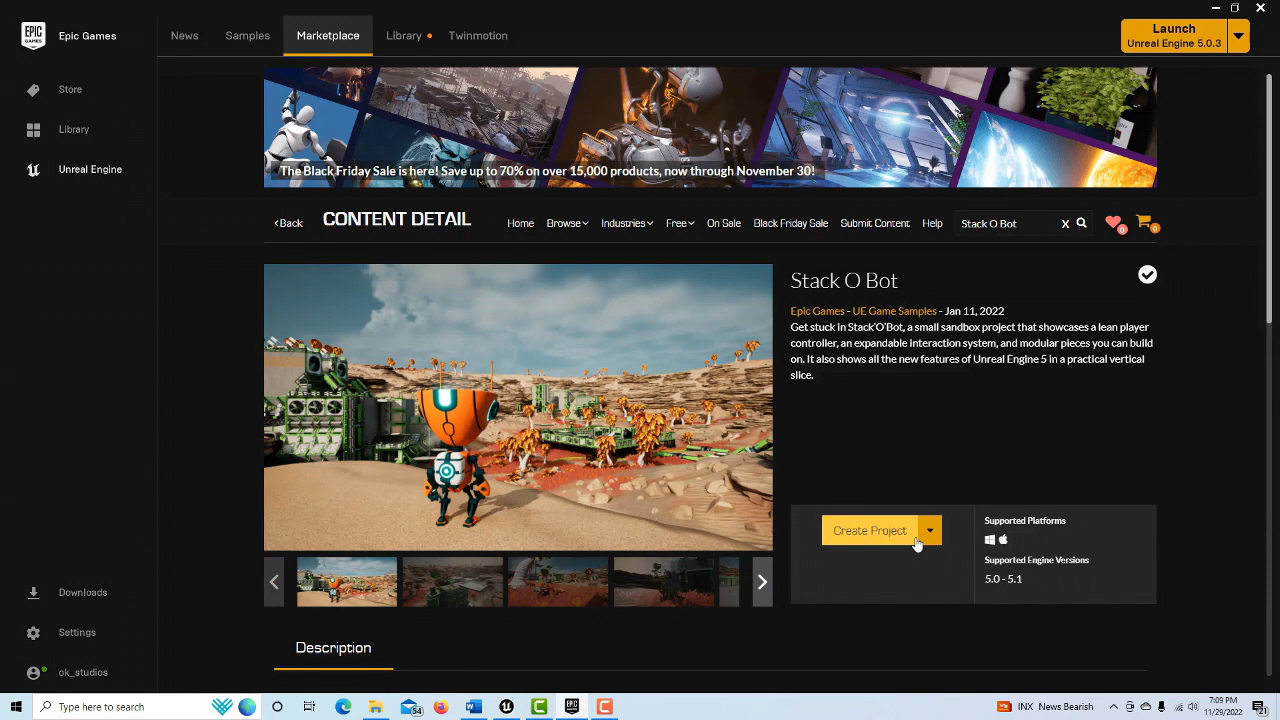 EPIC GAMES
Epic Games
News
Samples
Marketplace
Library
Twinmotion
Launch
Unreal Engine 5.0.3
Store
Library
Unreal Engine
The Black Friday Sale is here! Save up to 70% on over 15,000 products, now through November 30!
<Back
CONTENT DETAIL
Home
Browse
Industries
Free
On Sale
Black Friday Sale
Submit Content
Help
Stack O Bot
X
0
0
Stack O Bot
Epic Games - UE Game Samples - Jan 11, 2022
Get stuck in Stack'O'Bot, a small sandbox project that showcases a lean player
controller, an expandable interaction system, and modular pieces you can build
on. It also shows all the new features of Unreal Engine 5 in a practical vertical
slice.
Create Project
Supported Platforms
Supported Engine Versions
5.0 - 5.1
Description
Downloads
Settings
ok_studios
Type here to search
54
INX
News Bearish
7:09 PM
11/29/2022
21